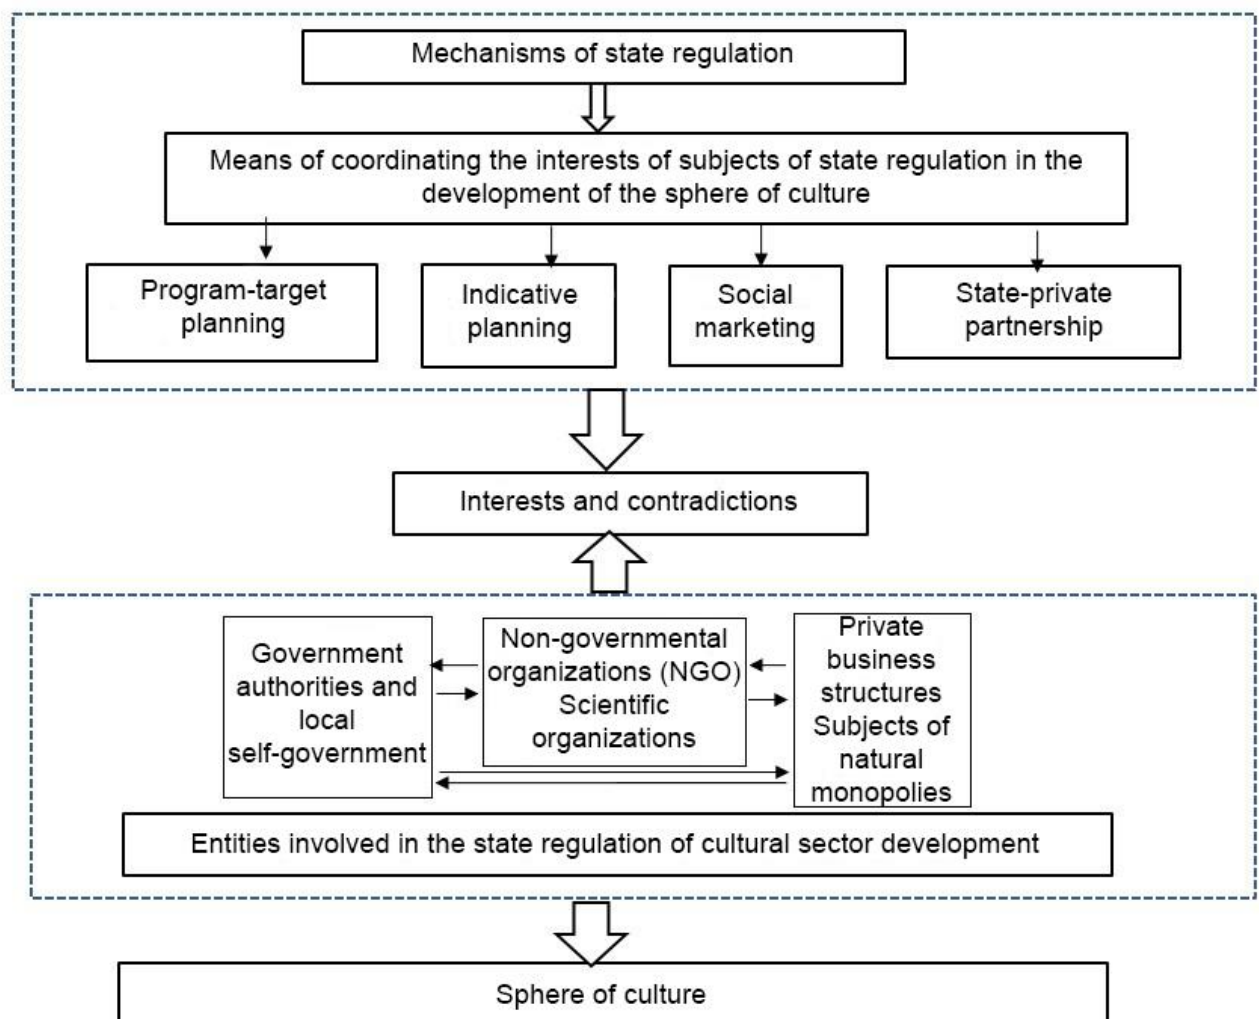 Mechanisms of state regulation
Means of coordinating the interests of subjects of state regulation in the
development of the sphere of culture
Program-target
planning
Indicative
planning
Social
marketing
State-private
partnership
Interests and contradictions
Government
authorities and
local
self-government
Non-governmental
organizations (NGO)
Scientific
organizations
Private
business
structures
Subjects of
natural
monopolies
Entities involved in the state regulation of cultural sector development
Sphere of culture